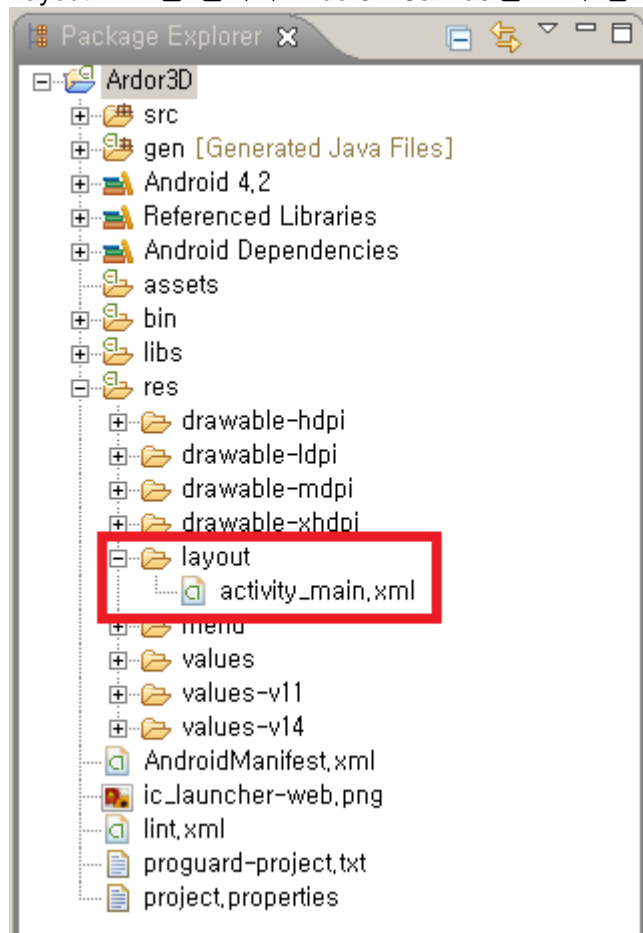 Package Explorer
Ardor3D
src
gen [Generated Java Files]
Android 4,2
Referenced Libraries
Android Dependencies
assets
bin
libs
res
drawable-hdpi
drawable-ldpi
drawable-mdpi
drawable-xhdpi
layout
activity_main,xml
menu
values
values-v11
values-v14
AndroidManifest,xml
ic_launcher-web,png
lint,xml
proguard-project,txt
project,properties